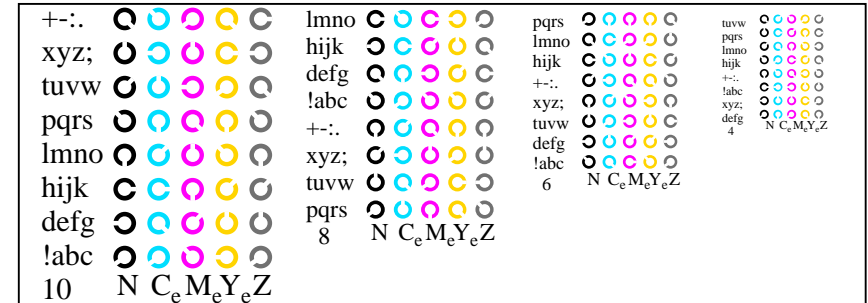 +-:.
xyz;
tuvw
pqrs
lmno
hijk
defg
!abc
10 N CeMeYeZ
lmno
hijk
defg
!abc
+-:.
xyz;
tuvw
pqrs
8 N CeMeYeZ
pqrs
lmno
hijk
+-:.
xyz;
tuvw
defg
!abc
6 N CeMeYeZ
tuvw
pqrs
lmno
hijk
+-:.
!abc
xyz;
defg
4 N CeMeYeZ